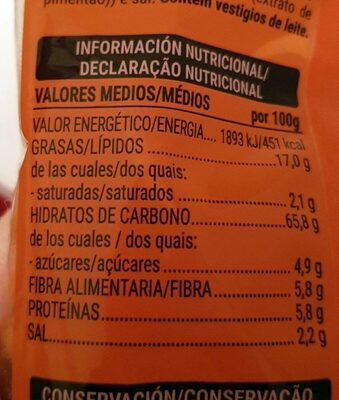 pimentão)) e sal. Contém vestígios de leite.
INFORMACIÓN NUTRICIONAL/
DECLARAÇÃO NUTRICIONAL
VALORES MEDIOS/MÉDIOS por 100g
VALOR ENERGÉTICO/ENERGIA.... 1893 kJ/451 kcal
GRASAS/LÍPIDOS ........................ 17,0 g
de las cuales/dos quais:
- saturadas/saturados ........................ 2,1 g
HIDRATOS DE CARBONO........................65,8 g
de los cuales / dos quais:
- azúcares/açúcares ........................ 4,9 g
FIBRA ALIMENTARIA/FIBRA........................ 5,8 g
PROTEÍNAS........................ 5,8 g
SAL........................ 2,2 g
CONSERVACIÓN/CONSERVAÇÃO